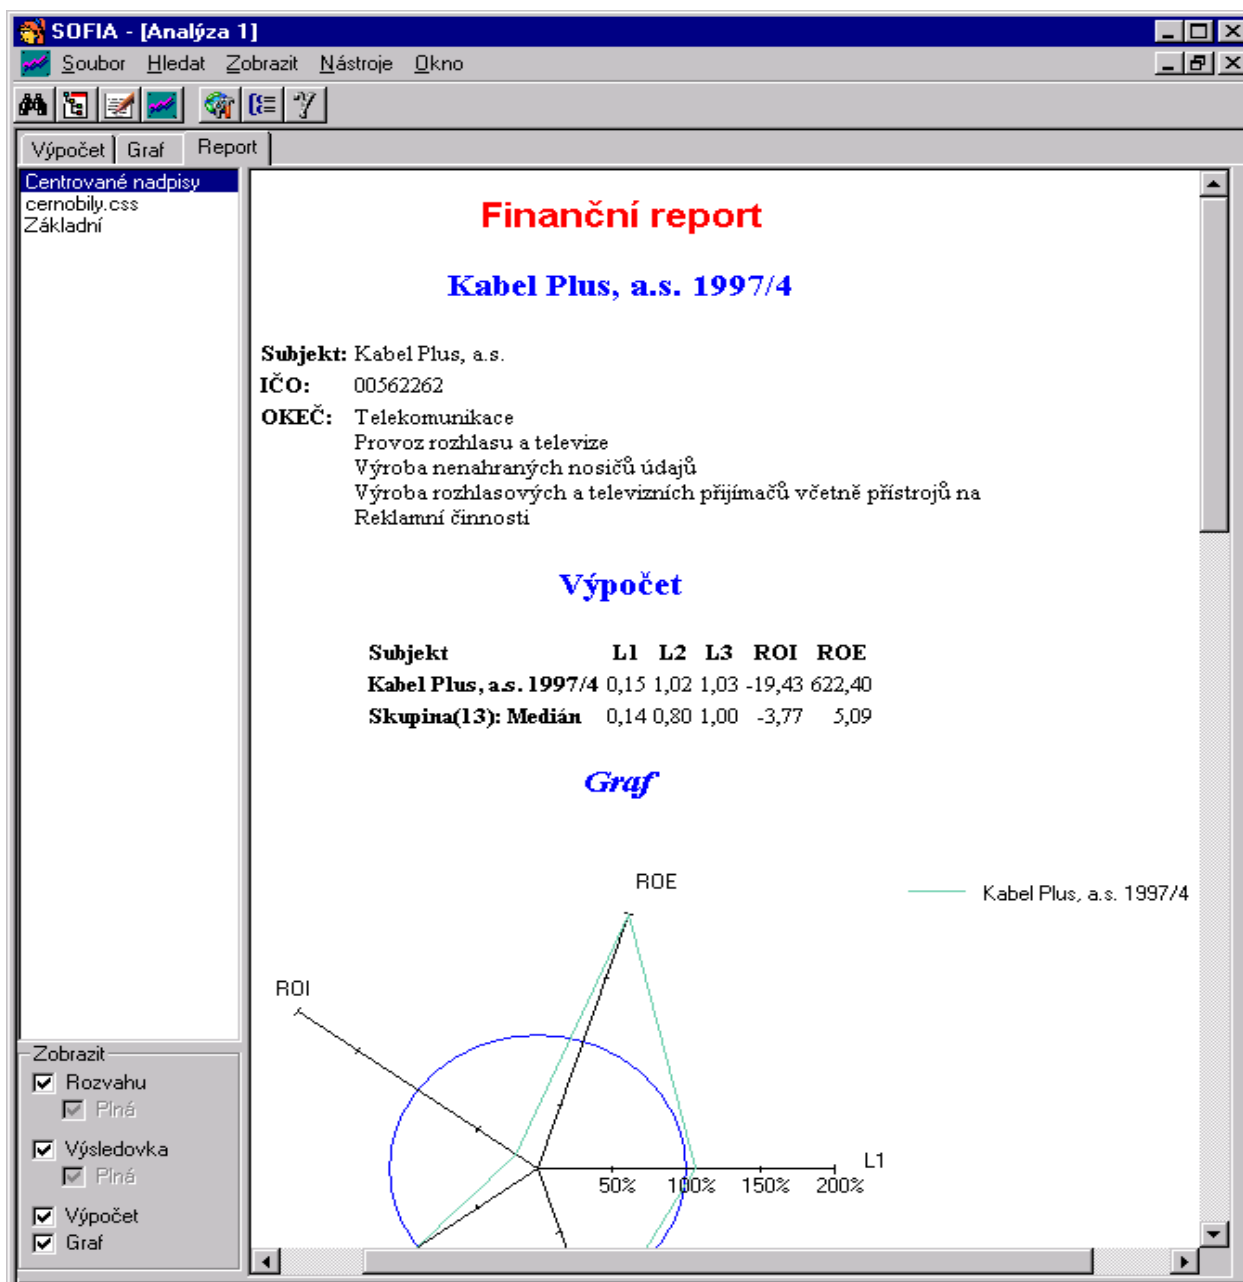 SOFIA - [Analýza 1]
Soubor Hledat Zobrazit Nástroje Okno
Výpočet Graf Report
Centrované nadpisy
cernobily.css
Základní
Finanční report
Kabel Plus, a.s. 1997/4
Subjekt: Kabel Plus, a.s.
IČO: 00562262
OKEČ: Telekomunikace
Provoz rozhlasu a televize
Výroba nenahraných nosičů údajů
Výroba rozhlasových a televizních přijímačů včetně přístrojů na
Reklamní činnosti
Výpočet
Subjekt L1 L2 L3 ROI ROE
Kabel Plus, a.s. 1997/4 0,15 1,02 1,03 -19,43 622,40
Skupina(13): Medián 0,14 0,80 1,00 -3,77 5,09
Graf
ROE
Kabel Plus, a.s. 1997/4
ROI
L1
50% 100% 150% 200%
Zobrazit
Rozvahu
Plná
Výsledovka
Plná
Výpočet
Graf